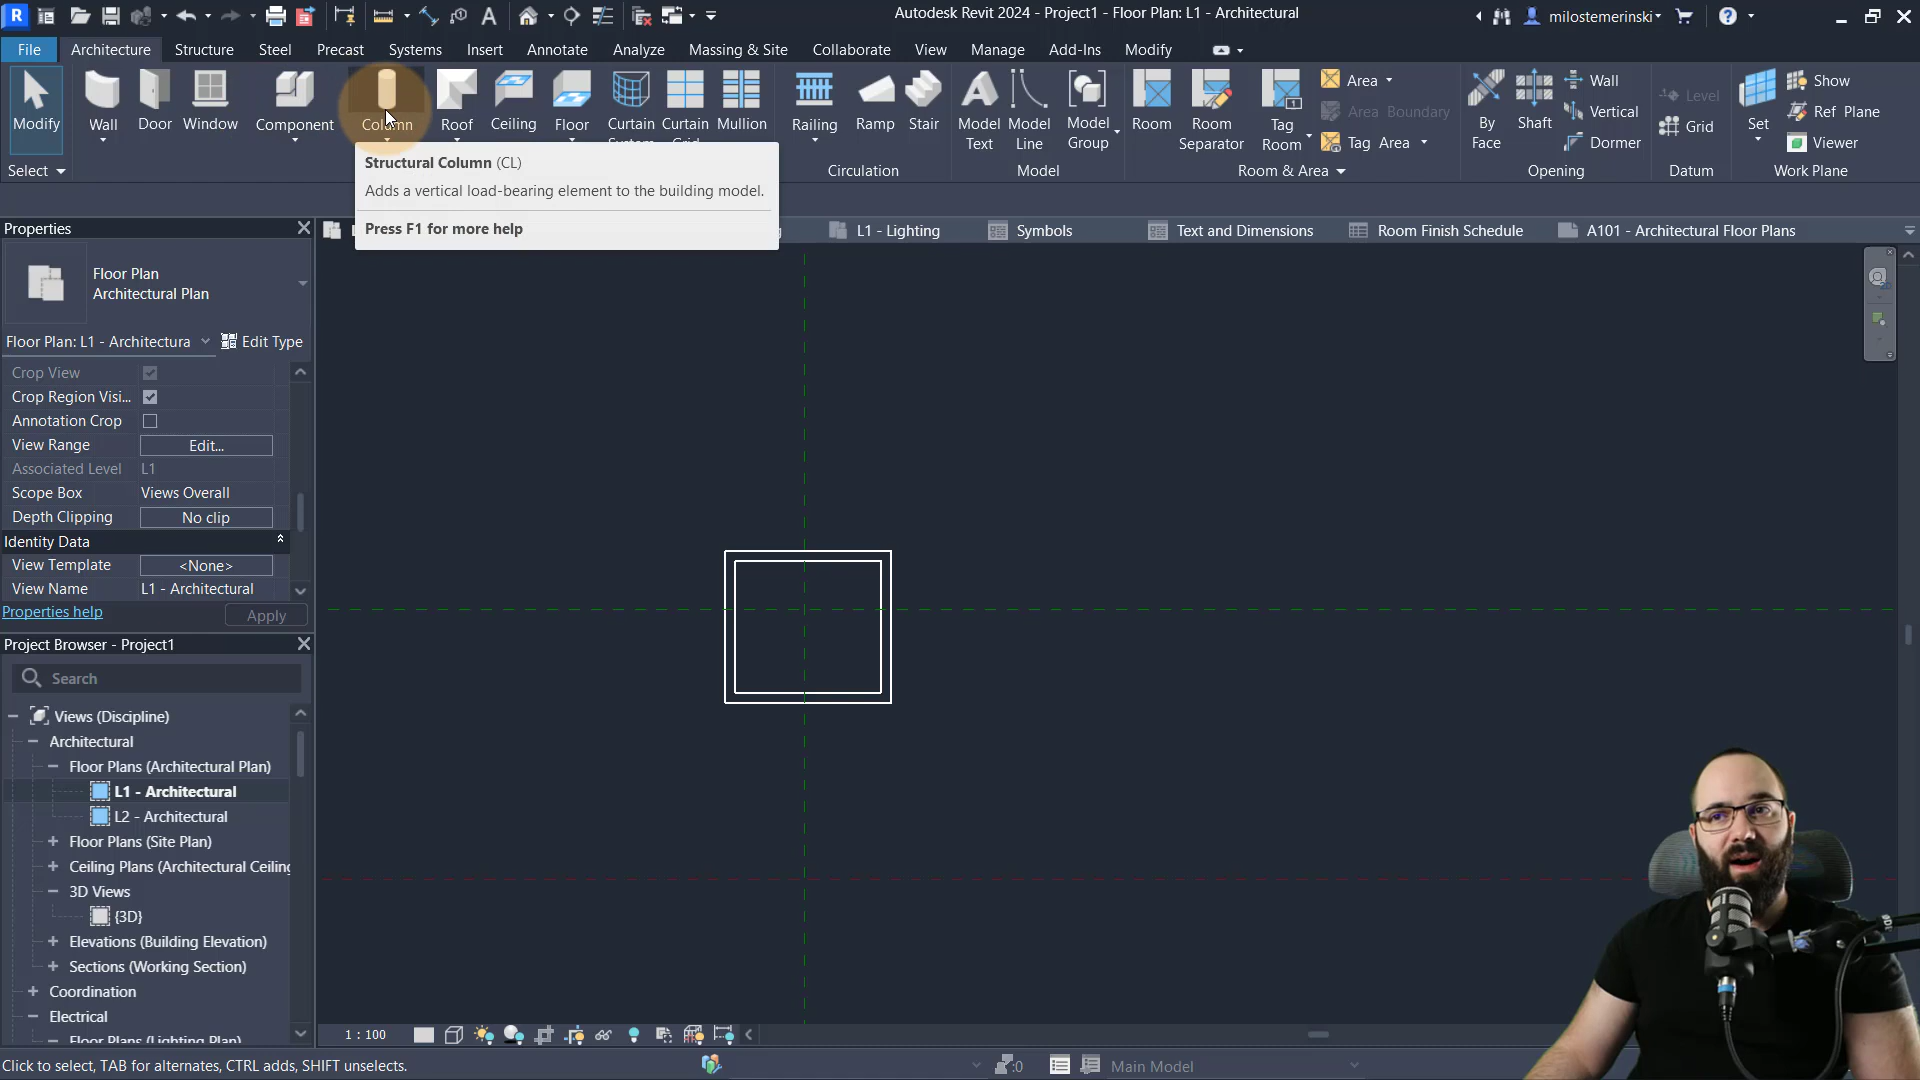 Autodesk Revit 2024 - Project1 - Floor Plan: L1 - Architectural
milostemerinski
File
Architecture
Structure
Steel
Precast
Systems
Insert
Annotate
Analyze
Massing & Site
Collaborate
View
Manage
Add-Ins
Modify
Modify
Wall
Door
Window
Component
Column
Roof
Ceiling
Floor
Curtain
Curtain
Mullion
Railing
Ramp
Stair
Model
Text
Model
Line
Model
Group
Room
Room
Separator
Tag
Room
Area
Area Boundary
Tag Area
By
Face
Shaft
Wall
Vertical
Dormer
Level
Grid
Set
Show
Ref Plane
Viewer
Select
Circulation
Model
Room & Area
Opening
Datum
Work Plane
Structural Column (CL)
Adds a vertical load-bearing element to the building model.
Press F1 for more help
L1 - Lighting
Symbols
Text and Dimensions
Room Finish Schedule
A101 - Architectural Floor Plans
Properties
Floor Plan
Architectural Plan
Floor Plan: L1 - Architectura
Edit Type
Crop View
Crop Region Visi...
Annotation Crop
View Range Edit...
Associated Level L1
Scope Box Views Overall
Depth Clipping No clip
Identity Data
View Template <None>
View Name L1 - Architectural
Properties help
Apply
Project Browser - Project1
Search
Views (Discipline)
Architectural
Floor Plans (Architectural Plan)
L1 - Architectural
L2 - Architectural
Floor Plans (Site Plan)
Ceiling Plans (Architectural Ceiling
3D Views
{3D}
Elevations (Building Elevation)
Sections (Working Section)
Coordination
Electrical
Floor Plans (Lighting Plan)
1 : 100
Click to select, TAB for alternates, CTRL adds, SHIFT unselects.
:0
Main Model